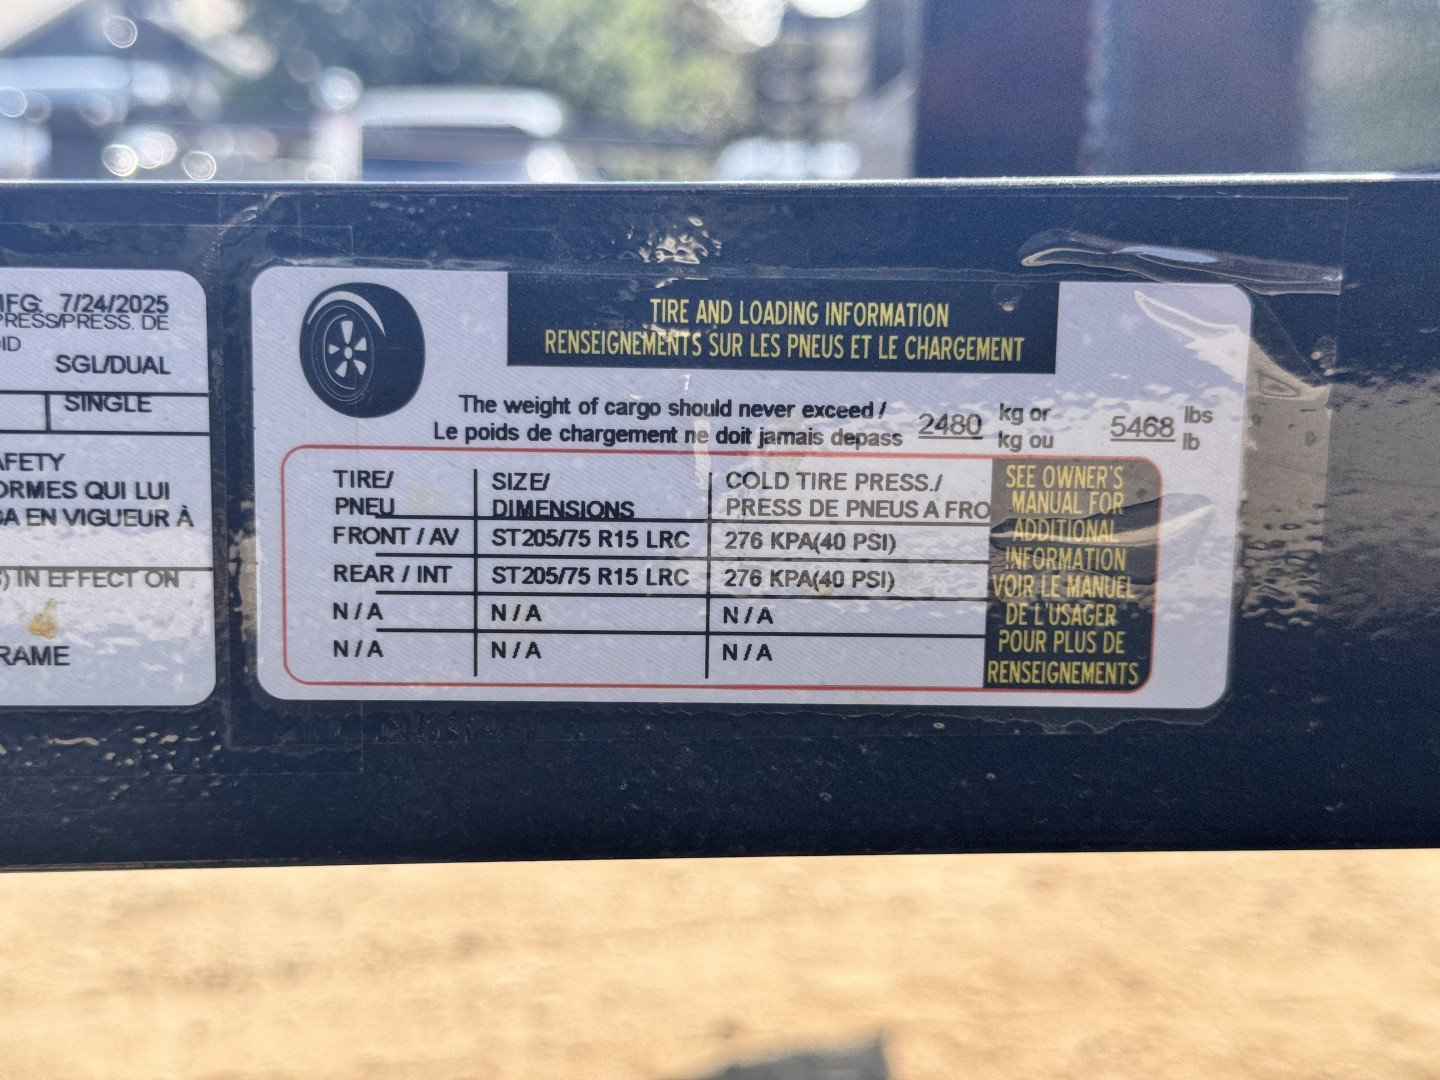 MFG: 7/24/2025
PRESS/PRESS. DE
SGL/DUAL
SINGLE
ORMES QUI LUI
EN VIGUEUR À
IN EFFECT ON
TIRE AND LOADING INFORMATION
RENSEIGNEMENTS SUR LES PNEUS ET LE CHARGEMENT
The weight of cargo should never exceed / 2480 kg or 5468 lbs
Le poids de chargement ne doit jamais depass kg ou lb
TIRE/ SIZE/ COLD TIRE PRESS./
PNEU DIMENSIONS PRESS DE PNEUS A FRO
FRONT / AV ST205/75 R15 LRC 276 KPA(40 PSI)
REAR / INT ST205/75 R15 LRC 276 KPA(40 PSI)
N / A N / A N / A
N / A N / A N / A
SEE OWNER'S
MANUAL FOR
ADDITIONAL
INFORMATION
VOIR LE MANUEL
DE L'USAGER
POUR PLUS DE
RENSEIGNEMENTS